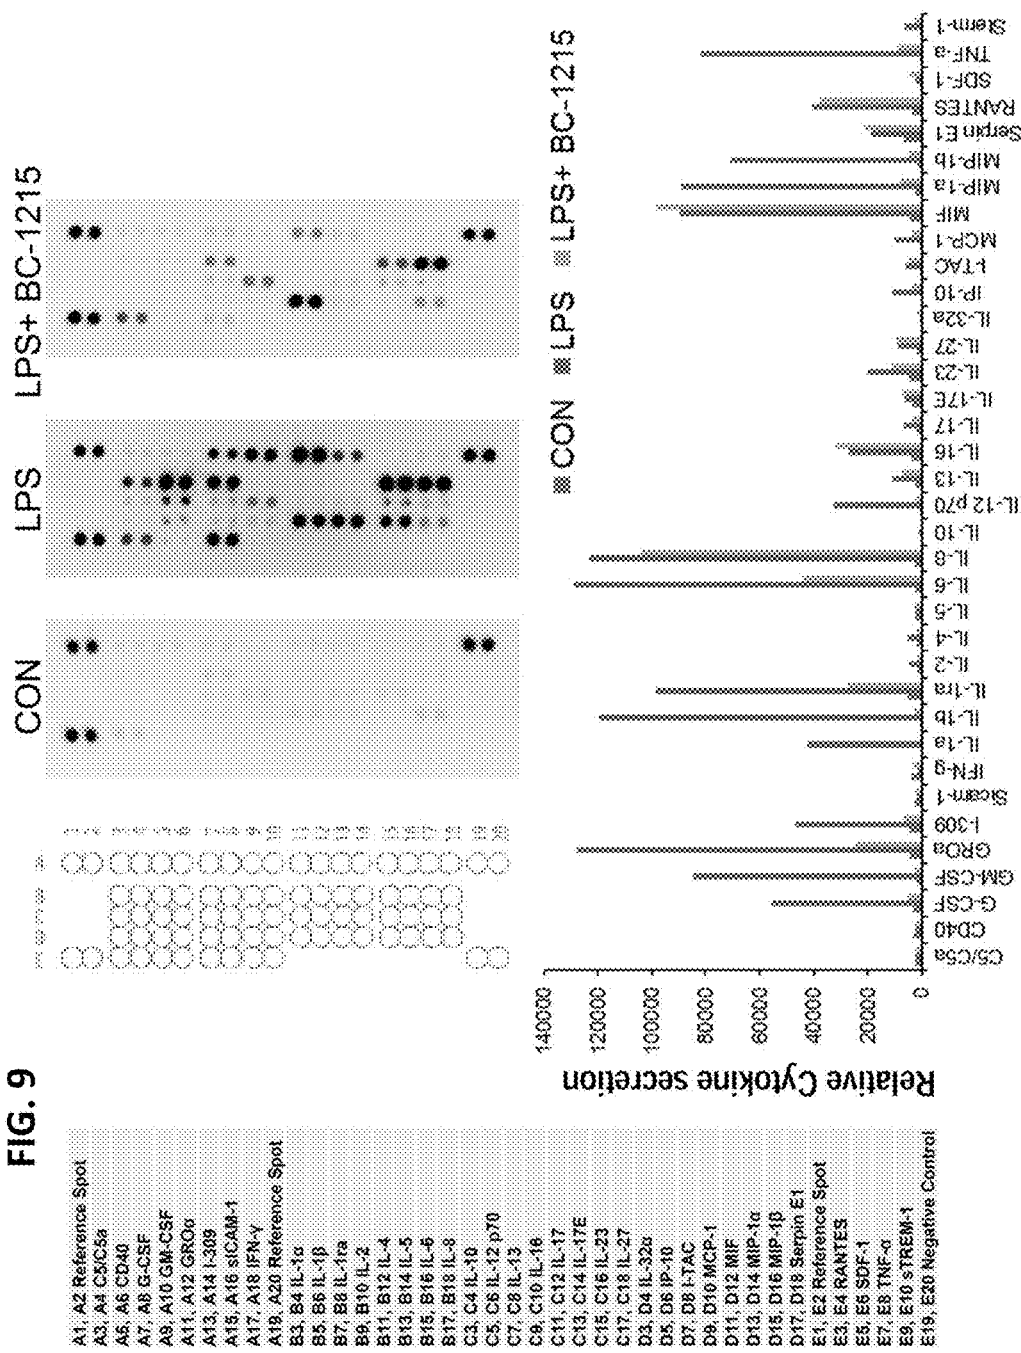 FIG. 9
A1, A2 Reference Spot
A3, A4 C5/C5a
A5, A6 CD40
A7, A8 G-CSF
A9, A10 GM-CSF
A11, A12 GROα
A13, A14 I-309
A15, A16 sICAM-1
A17, A18 IFN-γ
A19, A20 Reference Spot
B3, B4 IL-1α
B5, B6 IL-1β
B7, B8 IL-1ra
B9, B10 IL-2
B11, B12 IL-4
B13, B14 IL-5
B15, B16 IL-6
B17, B18 IL-8
C3, C4 IL-10
C5, C6 IL-12 p70
C7, C8 IL-13
C9, C10 IL-16
C11, C12 IL-17
C13, C14 IL-17E
C15, C16 IL-23
C17, C18 IL-27
D3, D4 IL-32α
D5, D6 IP-10
D7, D8 I-TAC
D9, D10 MCP-1
D11, D12 MIF
D13, D14 MIP-1α
D15, D16 MIP-1β
D17, D18 Serpin E1
E1, E2 Reference Spot
E3, E4 RANTES
E5, E6 SDF-1
E7, E8 TNF-α
E9, E10 sTREM-1
E19, E20 Negative Control
CON
LPS
LPS+ BC-1215
CON
LPS
LPS+ BC-1215
Relative Cytokine secretion
140000
120000
100000
80000
60000
40000
20000
0
C5/C5a
CD40
G-CSF
GM-CSF
GROa
I-309
Sicam-1
IFN-g
IL-1a
IL-1b
IL-1ra
IL-2
IL-4
IL-5
IL-6
IL-8
IL-10
IL-12 p70
IL-13
IL-16
IL-17
IL-17E
IL-23
IL-27
IL-32a
IP-10
I-TAC
MCP-1
MIF
MIP-1a
MIP-1b
Serpin E1
RANTES
SDF-1
TNF-a